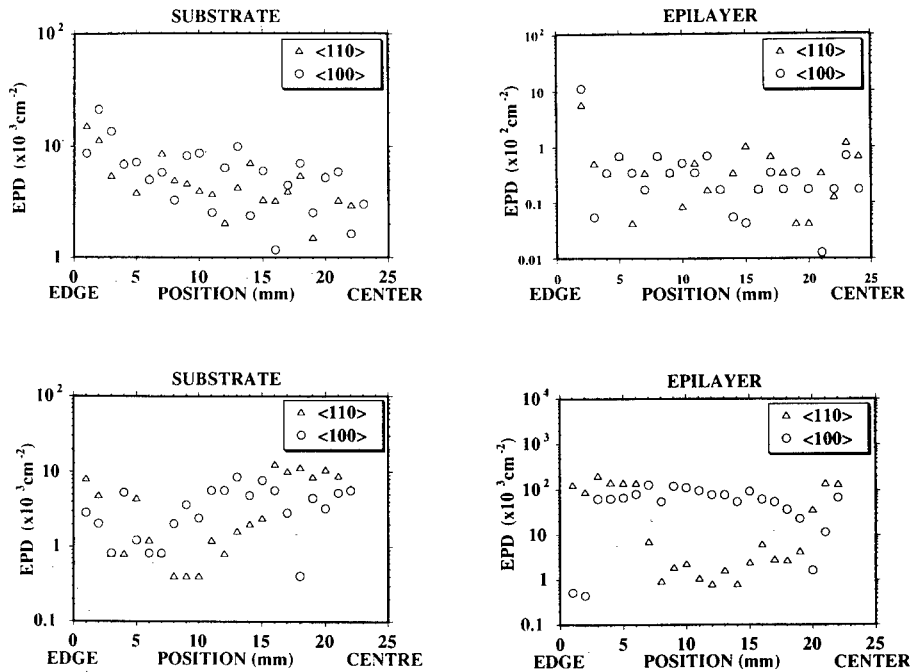 SUBSTRATE
10²
<110>
<100>
EPD (x10³cm⁻²)
10
1
0 5 10 15 20 25
EDGE POSITION (mm) CENTER
EPILAYER
10²
<110>
<100>
EPD (x10²cm⁻²)
10
1
0.1
0.01
0 5 10 15 20 25
EDGE POSITION (mm) CENTER
SUBSTRATE
10²
<110>
<100>
EPD (x10³cm⁻²)
10
1
0.1
0 5 10 15 20 25
EDGE POSITION (mm) CENTRE
EPILAYER
10⁴
<110>
<100>
EPD (x10³cm⁻²)
10³
10²
10
1
0.1
0 5 10 15 20 25
EDGE POSITION (mm) CENTER